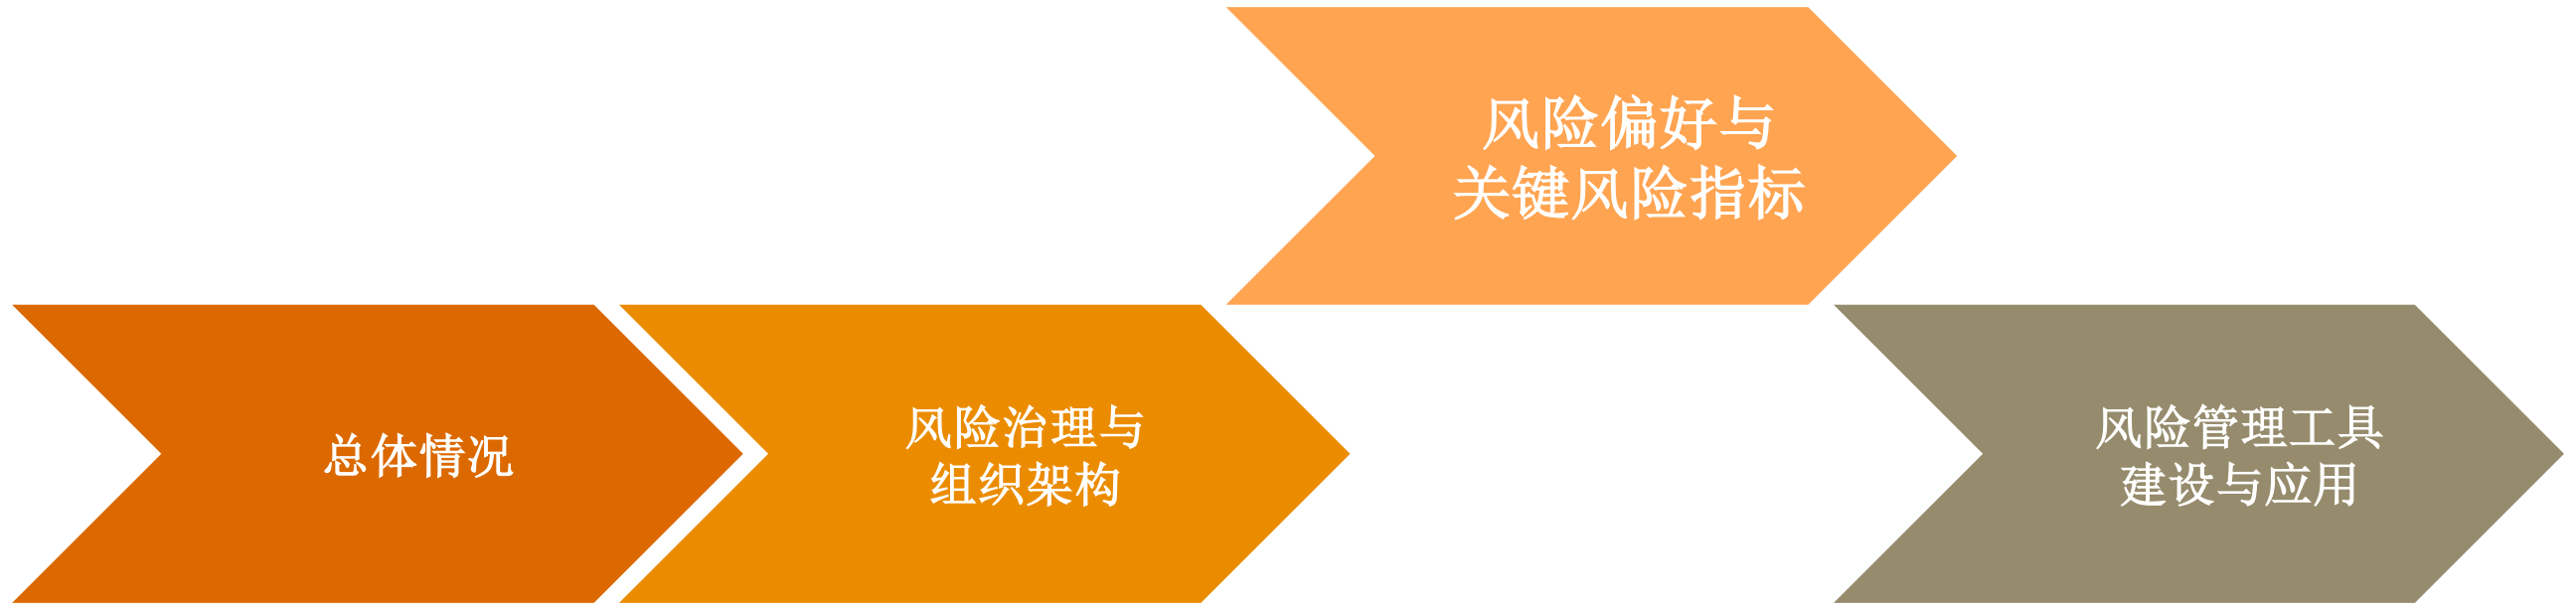 总体情况
风险治理与
组织架构
风险偏好与
关键风险指标
风险管理工具
建设与应用